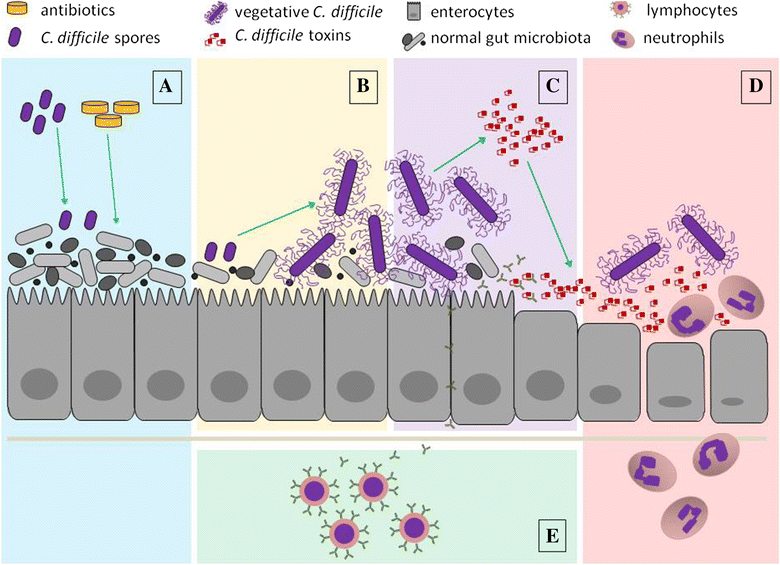 antibiotics
vegetative C. difficile
enterocytes
lymphocytes
C. difficile spores
C. difficile toxins
normal gut microbiota
neutrophils
A
B
C
D
E